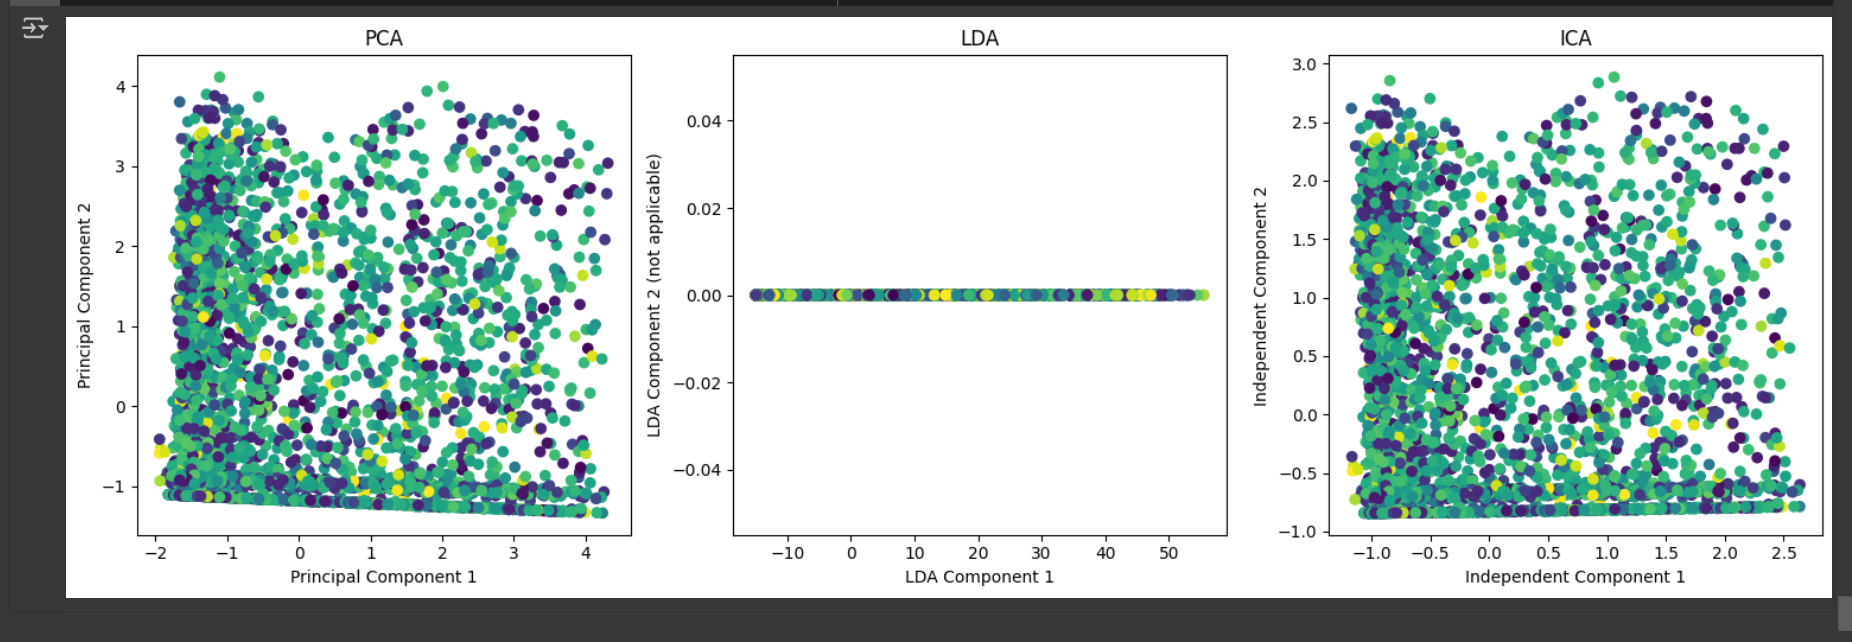 PCA
4
3
2
1
0
−1
Principal Component 2
−2 −1 0 1 2 3 4
Principal Component 1
LDA
0.04
0.02
0.00
−0.02
−0.04
LDA Component 2 (not applicable)
−10 0 10 20 30 40 50
LDA Component 1
ICA
3.0
2.5
2.0
1.5
1.0
0.5
0.0
−0.5
−1.0
Independent Component 2
−1.0 −0.5 0.0 0.5 1.0 1.5 2.0 2.5
Independent Component 1